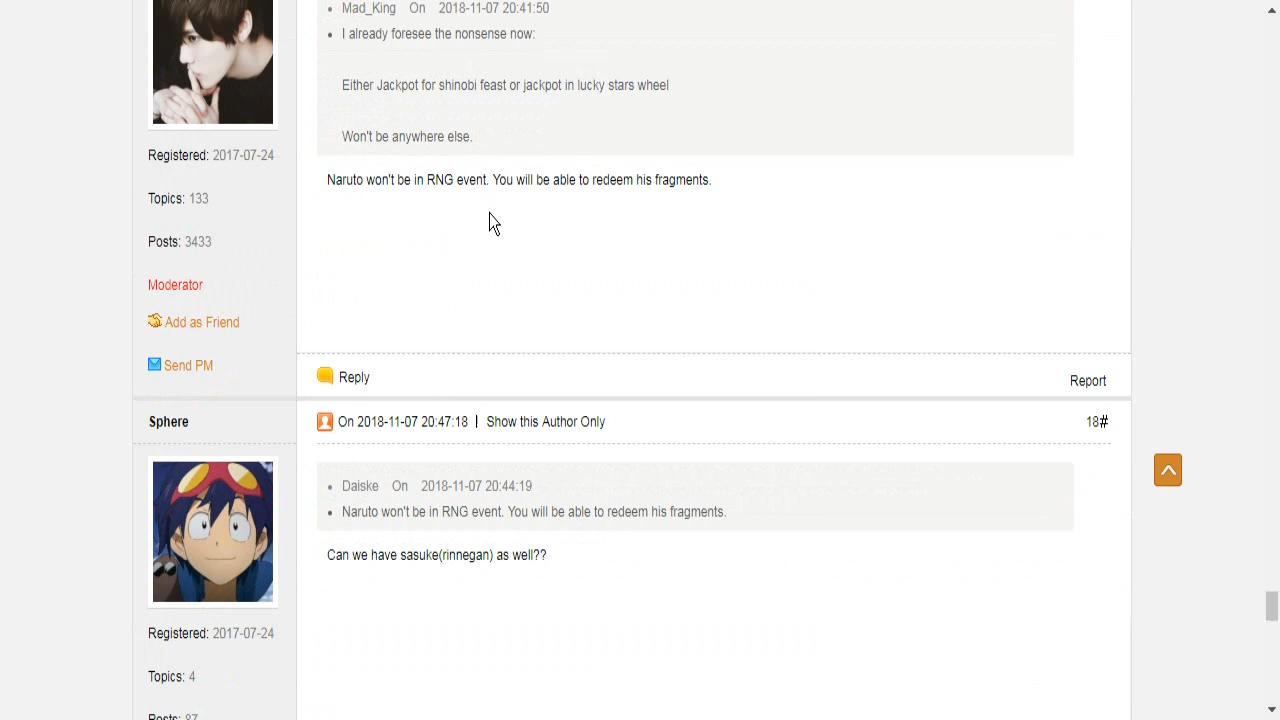 Mad_King On 2018-11-07 20:41:50
I already foresee the nonsense now:
Either Jackpot for shinobi feast or jackpot in lucky stars wheel
Won't be anywhere else.
Registered: 2017-07-24
Naruto won't be in RNG event. You will be able to redeem his fragments.
Topics: 133
Posts: 3433
Moderator
Add as Friend
Send PM
Reply
Report
Sphere
On 2018-11-07 20:47:18 | Show this Author Only
18#
Daiske On 2018-11-07 20:44:19
Naruto won't be in RNG event. You will be able to redeem his fragments.
Can we have sasuke(rinnegan) as well??
Registered: 2017-07-24
Topics: 4
Posts: 87